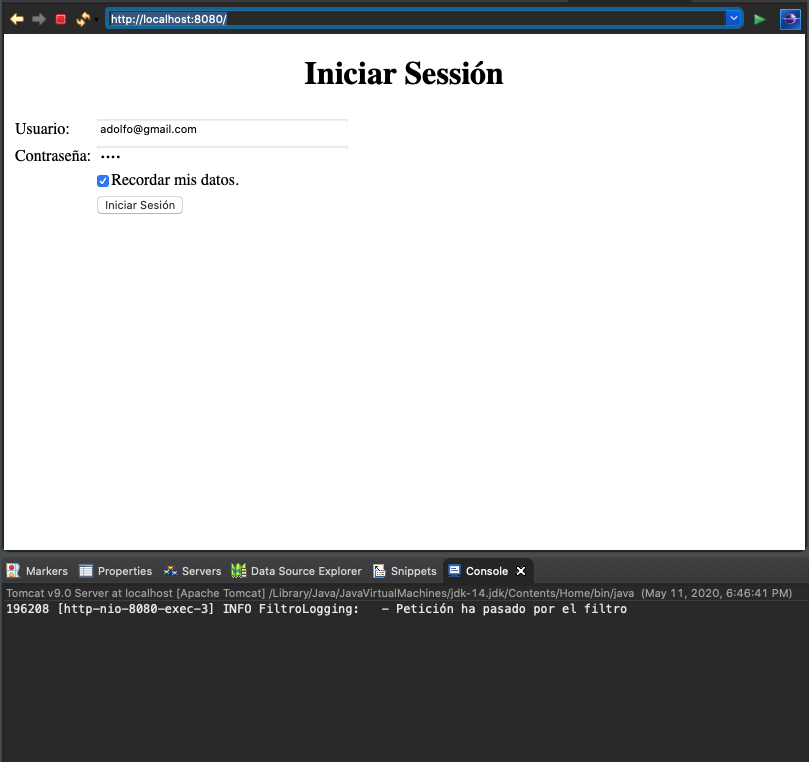 http://localhost:8080/
Iniciar Sessión
Usuario: adolfo@gmail.com
Contraseña: ••••
Recordar mis datos.
Iniciar Sesión
Markers Properties Servers Data Source Explorer Snippets Console
Tomcat v9.0 Server at localhost [Apache Tomcat] /Library/Java/JavaVirtualMachines/jdk-14.jdk/Contents/Home/bin/java (May 11, 2020, 6:46:41 PM)
196208 [http-nio-8080-exec-3] INFO FiltroLogging: - Petición ha pasado por el filtro